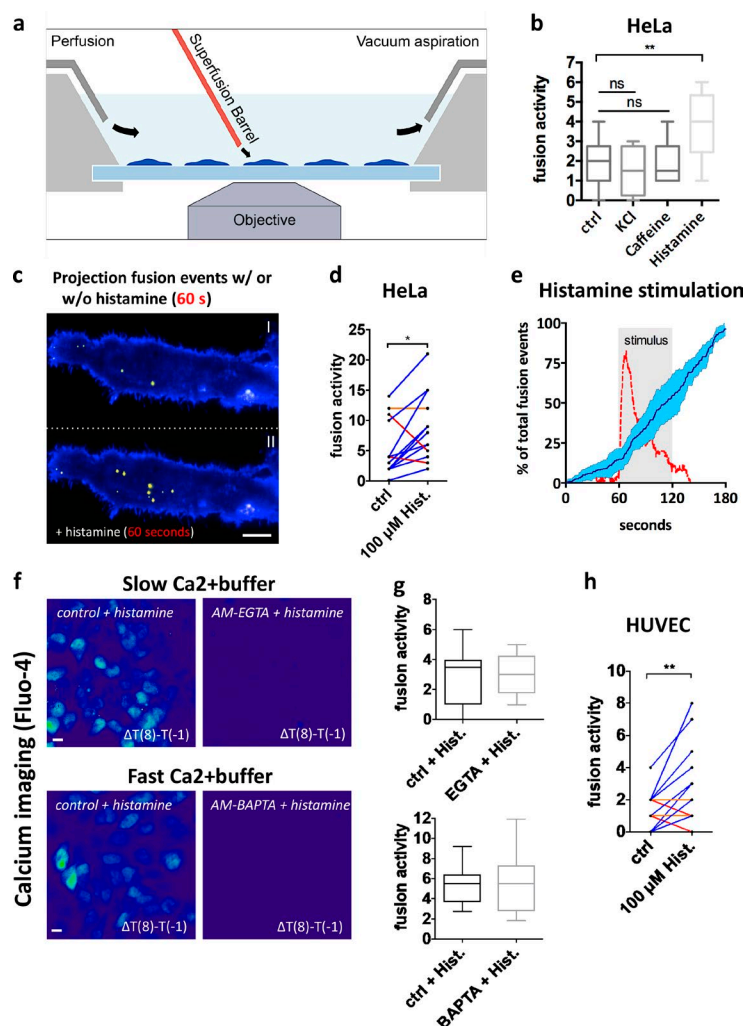 a
Perfusion
Superfusion Barrel
Vacuum aspiration
Objective
b
HeLa
**
ns
ns
fusion activity
7
6
5
4
3
2
1
0
ctrl
KCl
Caffeine
Histamine
c
Projection fusion events w/ or
w/o histamine (60 s)
I
II
+ histamine (60 seconds)
d
HeLa
*
fusion activity
25
20
15
10
5
0
ctrl
100 µM Hist.
e
Histamine stimulation
stimulus
% of total fusion events
100
75
50
25
0
0
60
120
180
seconds
f
Calcium imaging (Fluo-4)
Slow Ca2+buffer
control + histamine
ΔT(8)-T(-1)
AM-EGTA + histamine
ΔT(8)-T(-1)
Fast Ca2+buffer
control + histamine
ΔT(8)-T(-1)
AM-BAPTA + histamine
ΔT(8)-T(-1)
g
fusion activity
8
6
4
2
0
ctrl + Hist.
EGTA + Hist.
fusion activity
12
10
8
6
4
2
0
ctrl + Hist.
BAPTA + Hist.
h
HUVEC
**
fusion activity
10
8
6
4
2
0
ctrl
100 µM Hist.